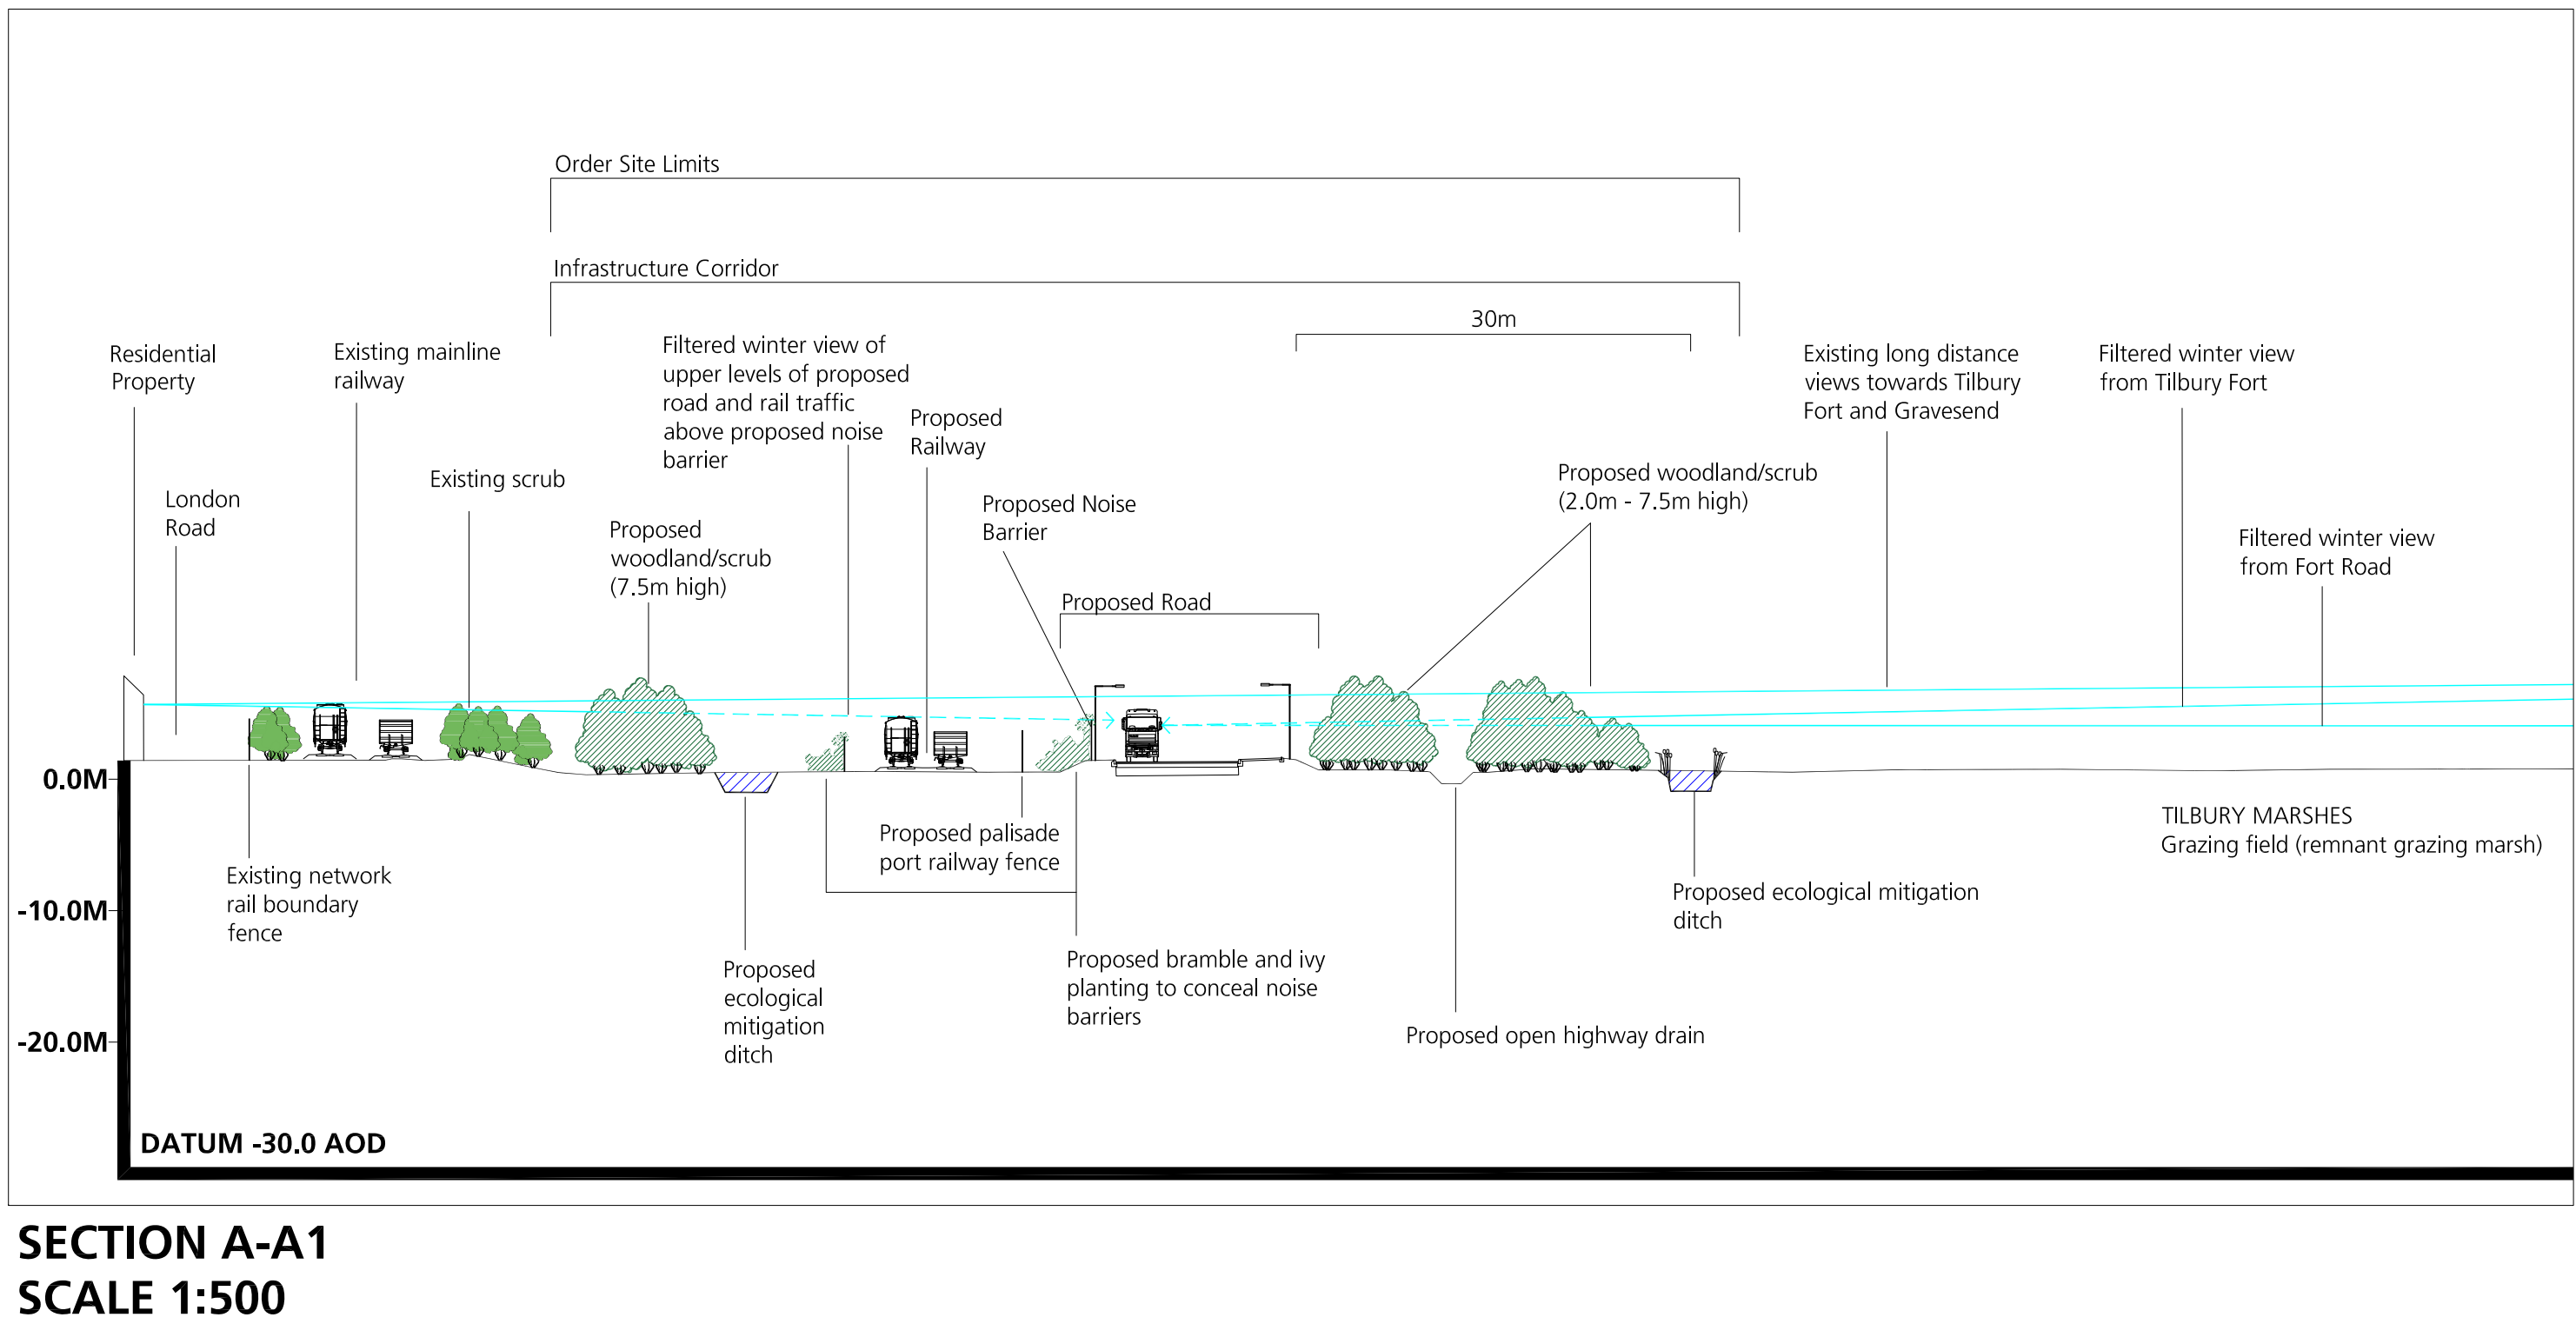 Order Site Limits
Infrastructure Corridor
30m
Residential
Property
Existing mainline
railway
Filtered winter view of
upper levels of proposed
road and rail traffic
above proposed noise
barrier
Proposed
Railway
Existing long distance
views towards Tilbury
Fort and Gravesend
Filtered winter view
from Tilbury Fort
London
Road
Existing scrub
Proposed
woodland/scrub
(7.5m high)
Proposed Noise
Barrier
Proposed Road
Proposed woodland/scrub
(2.0m - 7.5m high)
Filtered winter view
from Fort Road
0.0M
-10.0M
-20.0M
Existing network
rail boundary
fence
Proposed
ecological
mitigation
ditch
Proposed palisade
port railway fence
Proposed bramble and ivy
planting to conceal noise
barriers
Proposed open highway drain
Proposed ecological mitigation
ditch
TILBURY MARSHES
Grazing field (remnant grazing marsh)
DATUM -30.0 AOD
SECTION A-A1
SCALE 1:500